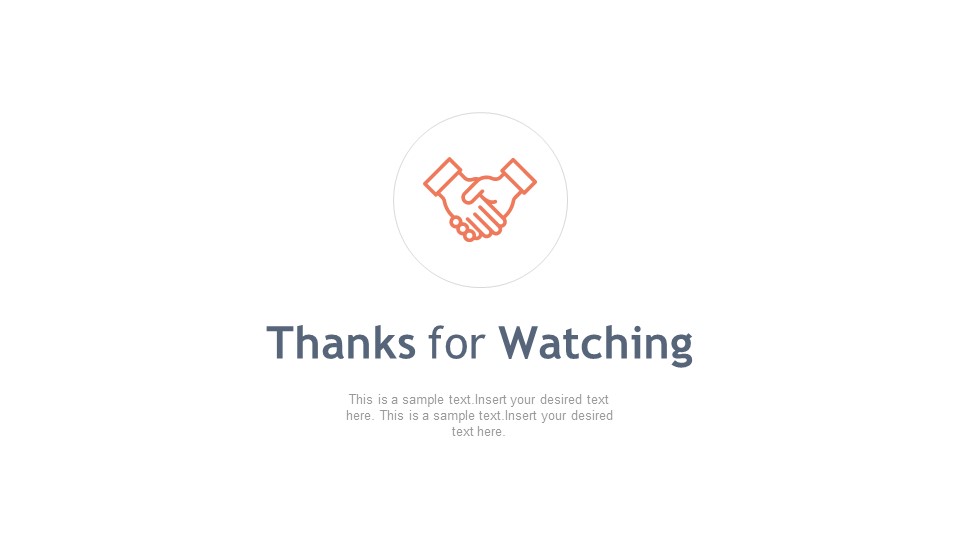 Thanks for Watching
This is a sample text.Insert your desired text
here. This is a sample text.Insert your desired
text here.